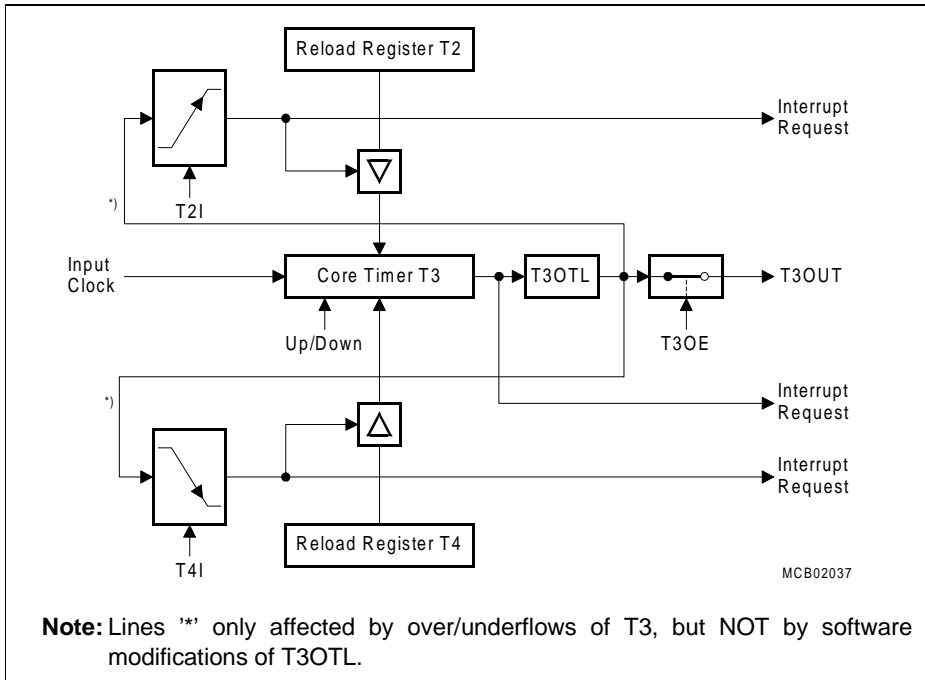 Reload Register T2
Interrupt
Request
T2I
*)
Input
Clock
Core Timer T3
T3OTL
T3OUT
Up/Down
T3OE
*)
Interrupt
Request
Interrupt
Request
T4I
Reload Register T4
MCB02037
Note: Lines '*' only affected by over/underflows of T3, but NOT by software
modifications of T3OTL.